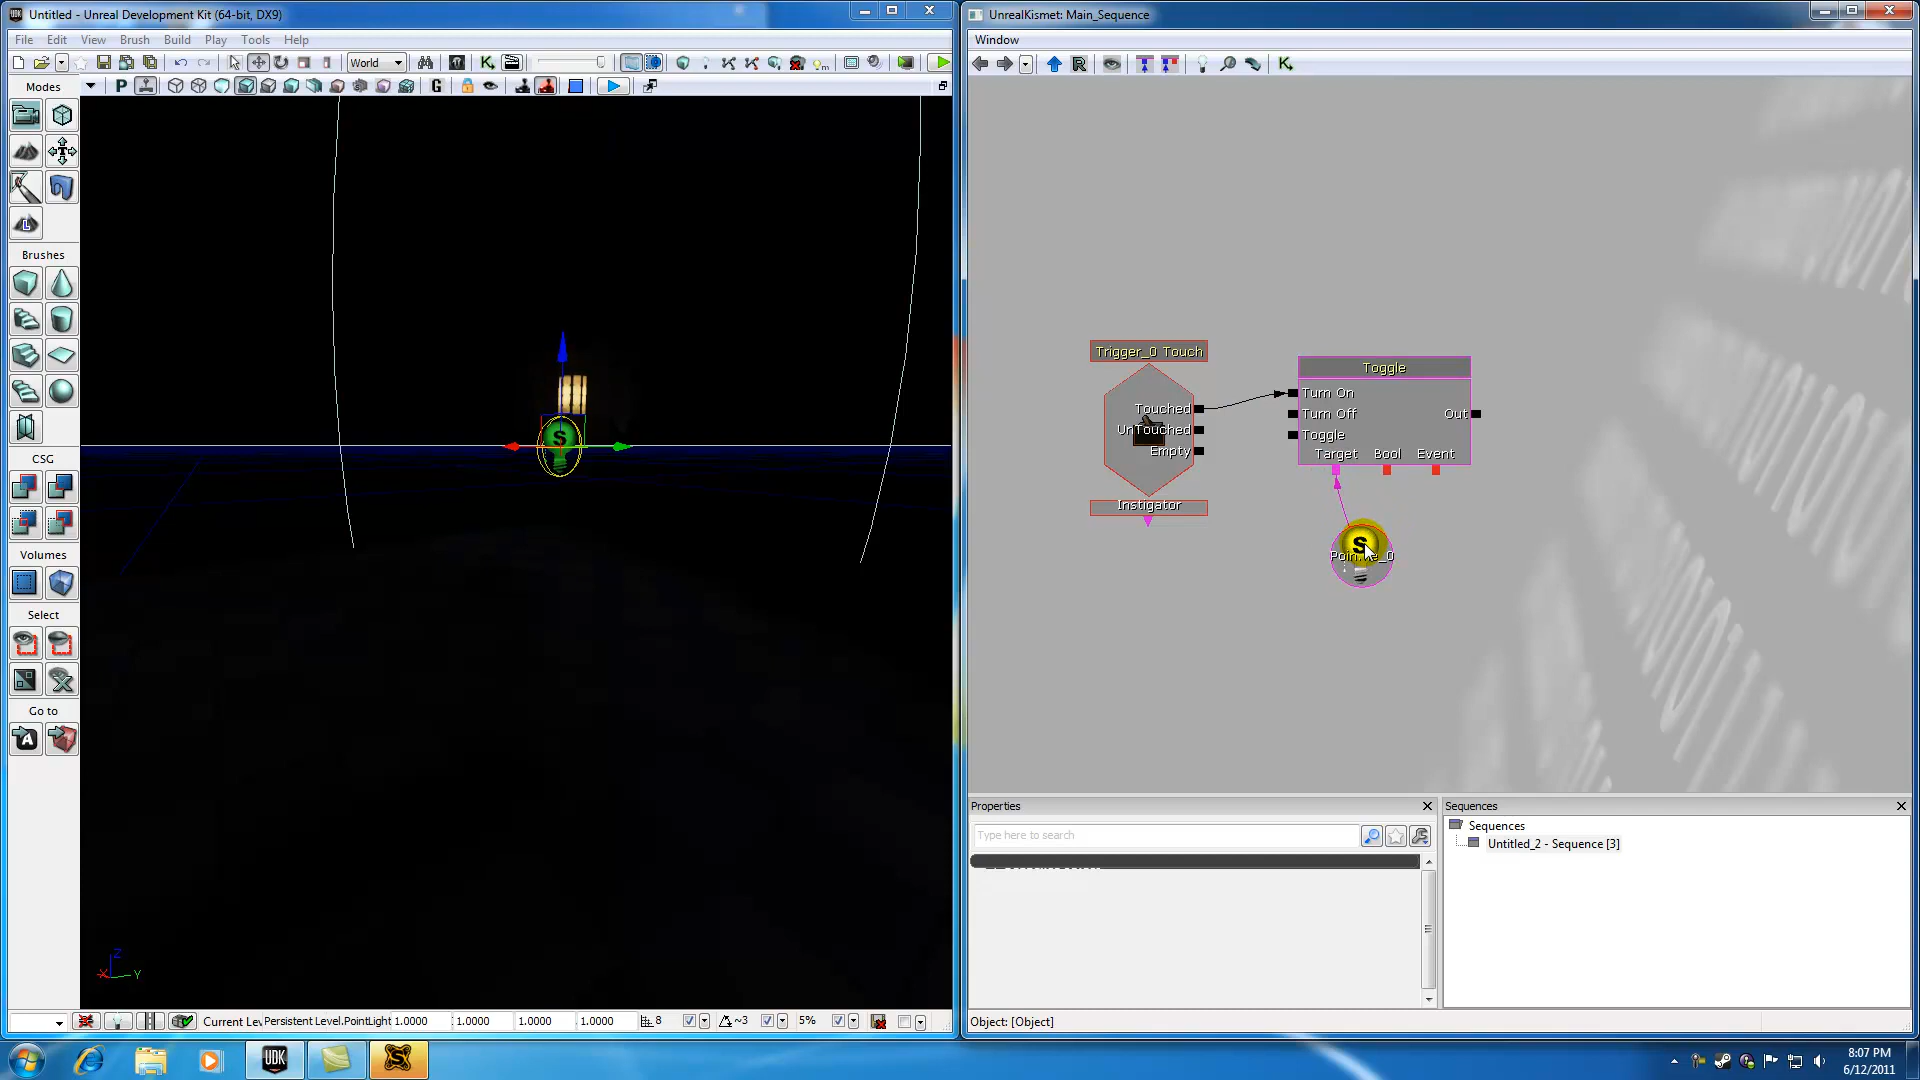 Untitled - Unreal Development Kit (64-bit, DX9)
File Edit View Brush Build Play Tools Help
World
Modes
P
G
Brushes
CSG
Volumes
Select
Go to
S
Z
X Y
Persistent Level.PointLight 1.0000 1.0000 1.0000 1.0000 8 ~3 5%
UnrealKismet: Main_Sequence
Window
R
K
Trigger_0 Touch
Touched
UnTouched
Empty
Instigator
Toggle
Turn On
Turn Off Out
Toggle
Target Bool Event
S
Properties
Type here to search
Sequences
Sequences
Untitled_2 - Sequence [3]
Object: [Object]
UDK
8:07 PM
6/12/2011